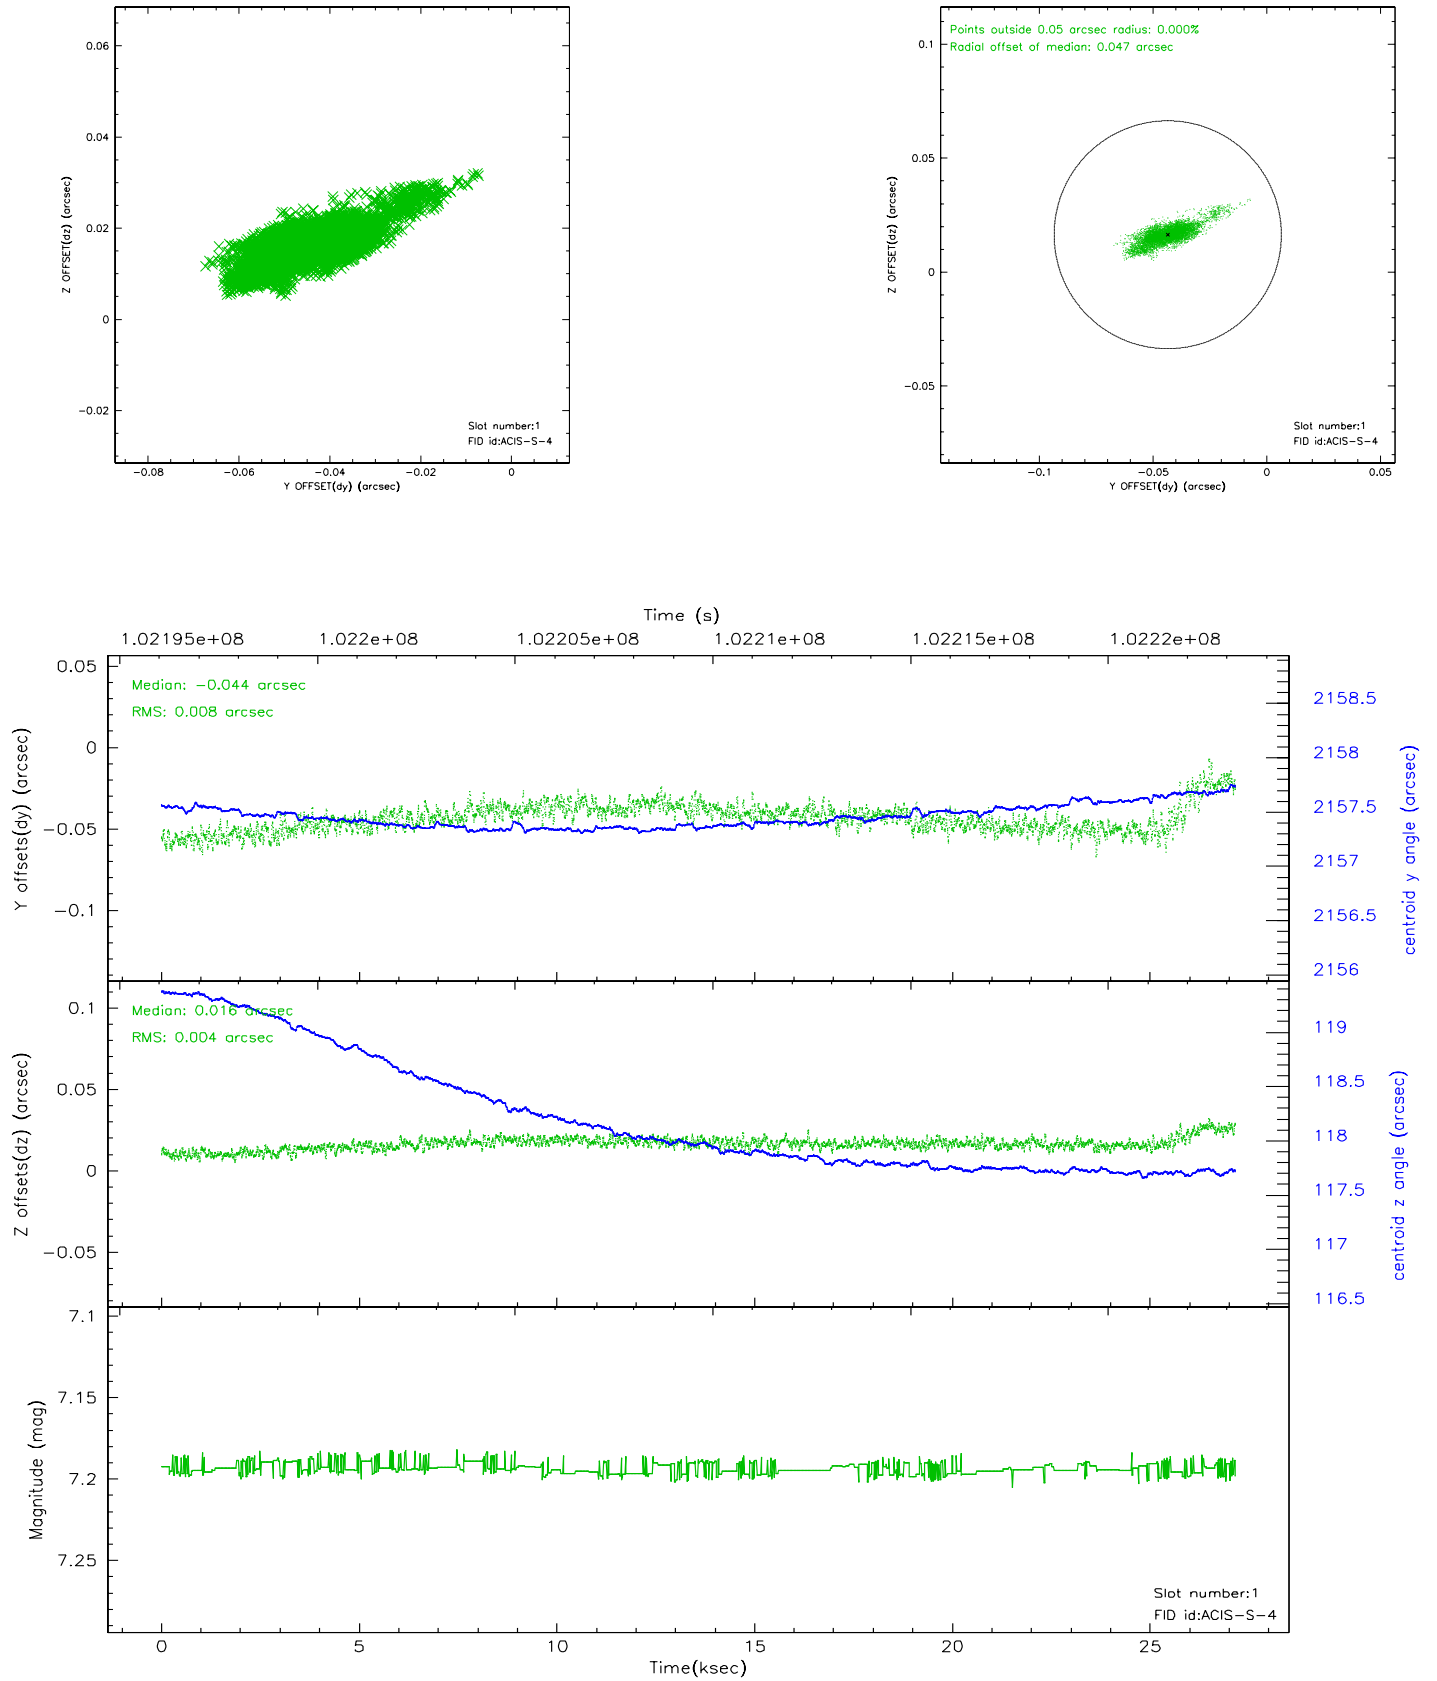 0.06
0.04
0.02
0
−0.02
Z OFFSET(dz) (arcsec)
Slot number:1
FID id:ACIS−S−4
−0.08 −0.06 −0.04 −0.02 0
Y OFFSET(dy) (arcsec)
Points outside 0.05 arcsec radius: 0.000%
Radial offset of median: 0.047 arcsec
0.1
0.05
0
−0.05
Z OFFSET(dz) (arcsec)
Slot number:1
FID id:ACIS−S−4
−0.1 −0.05 0 0.05
Y OFFSET(dy) (arcsec)
Time (s)
1.02195e+08 1.022e+08 1.02205e+08 1.0221e+08 1.02215e+08 1.0222e+08
Median: −0.044 arcsec
RMS: 0.008 arcsec
0.05
0
−0.05
−0.1
Y offsets(dy) (arcsec)
2158.5
2158
2157.5
2157
2156.5
2156
centroid y angle (arcsec)
Median: 0.016 arcsec
RMS: 0.004 arcsec
0.1
0.05
0
−0.05
Z offsets(dz) (arcsec)
119
118.5
118
117.5
117
116.5
centroid z angle (arcsec)
7.1
7.15
7.2
7.25
Magnitude (mag)
Slot number:1
FID id:ACIS−S−4
0 5 10 15 20 25
Time(ksec)